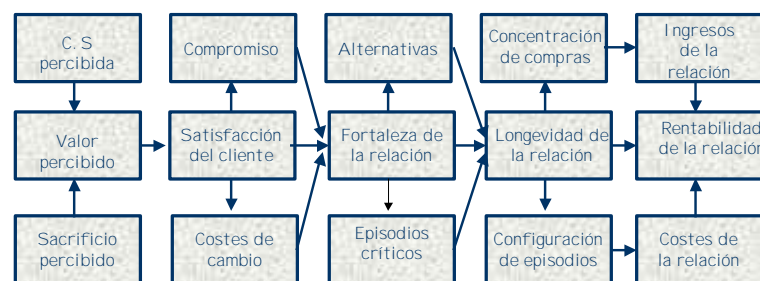 C. S
percibida
Compromiso
Alternativas
Concentración
de compras
Ingresos
de la
relación
Valor
percibido
Satisfacción
del cliente
Fortaleza de
la relación
Longevidad de
la relación
Rentabilidad
de la relación
Sacrificio
percibido
Costes de
cambio
Episodios
críticos
Configuración
de episodios
Costes de
la relación